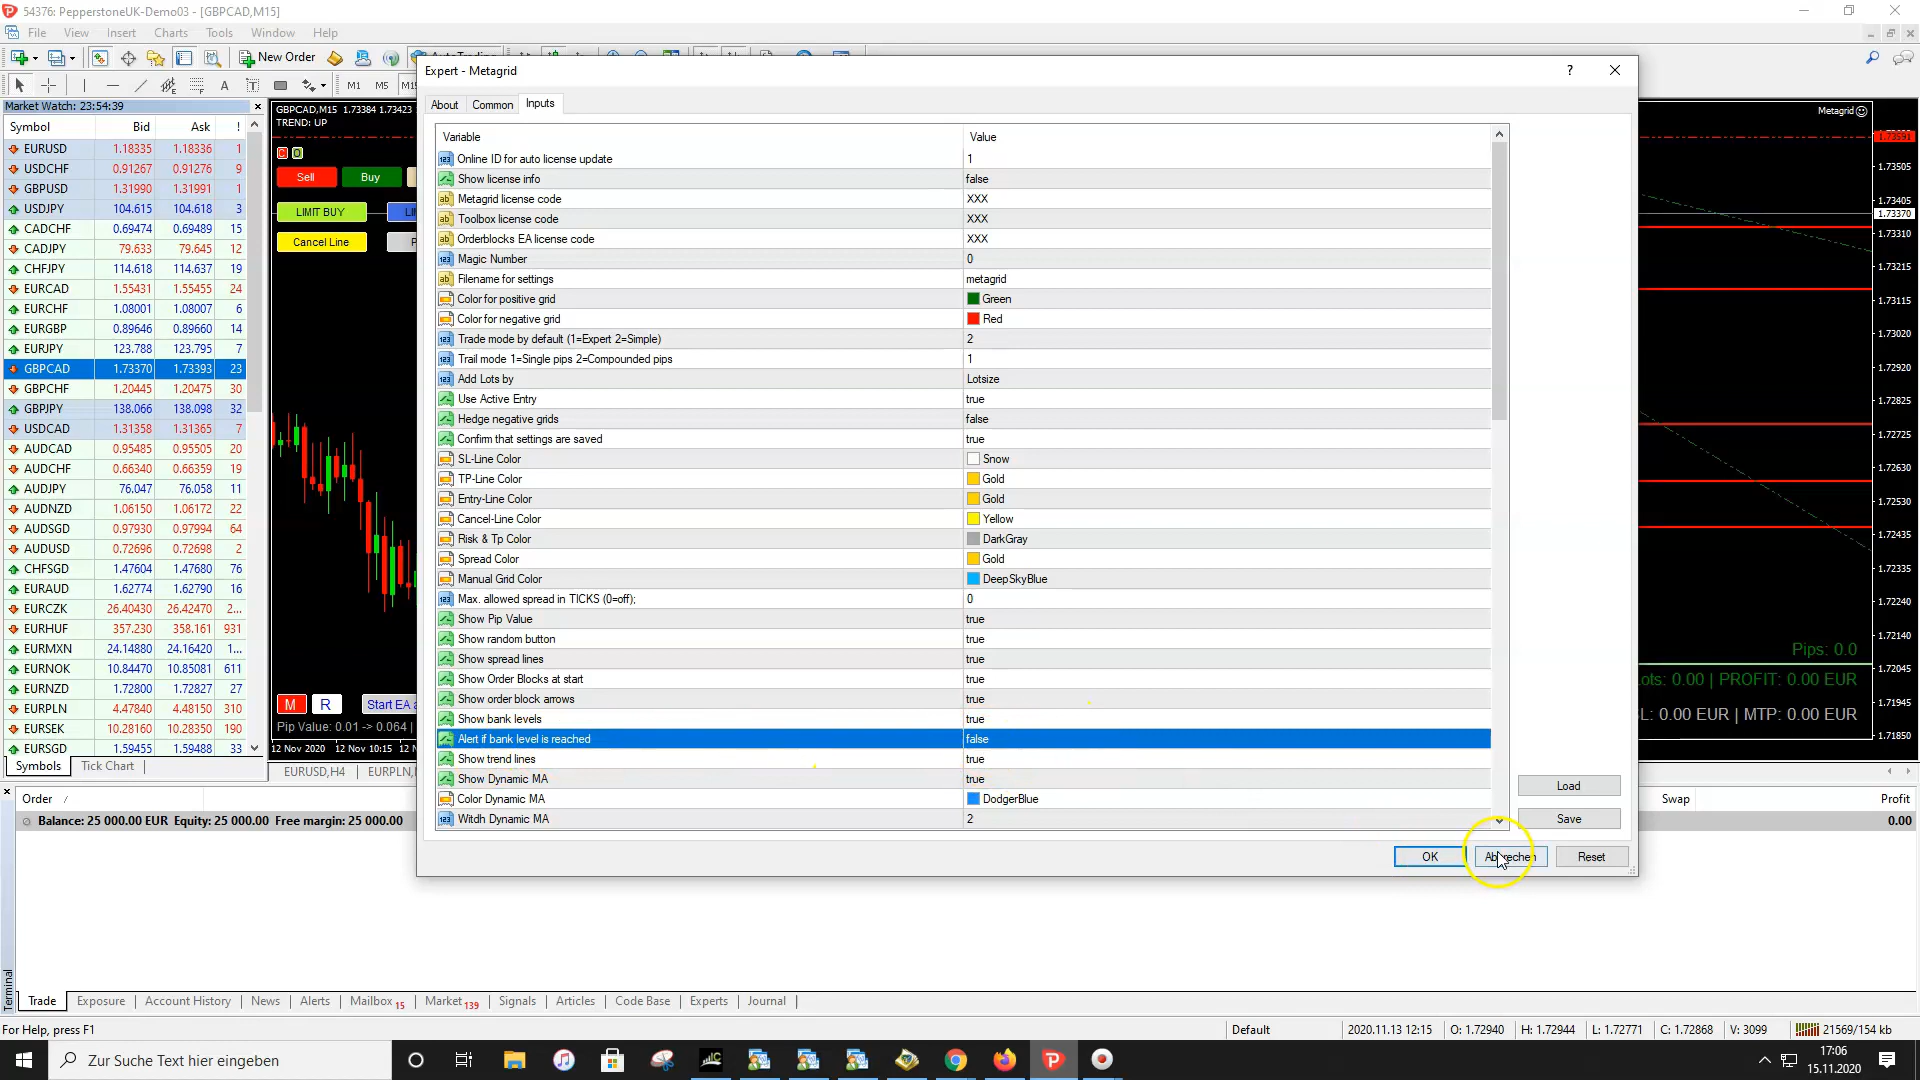 54376: PepperstoneUK-Demo03 - [GBPCAD,M15]
File View Insert Charts Tools Window Help
New Order
A T M1 M5
Market Watch: 23:54:39
Symbol Bid Ask !
EURUSD 1.18335 1.18336 1
USDCHF 0.91267 0.91276 9
GBPUSD 1.31990 1.31991 1
USDJPY 104.615 104.618 3
CADCHF 0.69474 0.69489 15
CADJPY 79.633 79.645 12
CHFJPY 114.618 114.637 19
EURCAD 1.55431 1.55455 24
EURCHF 1.08001 1.08007 6
EURGBP 0.89646 0.89660 14
EURJPY 123.788 123.795 7
GBPCAD 1.73370 1.73393 23
GBPCHF 1.20445 1.20475 30
GBPJPY 138.066 138.098 32
USDCAD 1.31358 1.31365 7
AUDCAD 0.95485 0.95505 20
AUDCHF 0.66340 0.66359 19
AUDJPY 76.047 76.058 11
AUDNZD 1.06150 1.06172 22
AUDSGD 0.97930 0.97994 64
AUDUSD 0.72696 0.72698 2
CHFSGD 1.47604 1.47680 76
EURAUD 1.62774 1.62790 16
EURCZK 26.40430 26.42470 2...
EURHUF 357.230 358.161 931
EURMXN 24.14880 24.16420 1...
EURNOK 10.84470 10.85081 611
EURNZD 1.72800 1.72827 27
EURPLN 4.47840 4.48150 310
EURSEK 10.28160 10.28350 190
EURSGD 1.59455 1.59488 33
Symbols Tick Chart
GBPCAD,M15 1.73384 1.73423
TREND: UP
C O
Sell Buy
LIMIT BUY
Cancel Line
M R Start EA
Pip Value: 0.01 -> 0.064 |
12 Nov 2020 12 Nov 10:15
EURUSD,H4
Expert - Metagrid
?
About Common Inputs
Variable Value
Online ID for auto license update 1
Show license info false
Metagrid license code XXX
Toolbox license code XXX
Orderblocks EA license code XXX
Magic Number 0
Filename for settings metagrid
Color for positive grid Green
Color for negative grid Red
Trade mode by default (1=Expert 2=Simple) 2
Trail mode 1=Single pips 2=Compounded pips 1
Add Lots by Lotsize
Use Active Entry true
Hedge negative grids false
Confirm that settings are saved true
SL-Line Color Snow
TP-Line Color Gold
Entry-Line Color Gold
Cancel-Line Color Yellow
Risk & Tp Color DarkGray
Spread Color Gold
Manual Grid Color DeepSkyBlue
Max. allowed spread in TICKS (0=off); 0
Show Pip Value true
Show random button true
Show spread lines true
Show Order Blocks at start true
Show order block arrows true
Show bank levels true
Alert if bank level is reached false
Show trend lines true
Show Dynamic MA true
Color Dynamic MA DodgerBlue
Witdh Dynamic MA 2
Load
Save
OK Abbrechen Reset
Metagrid
1.73591
1.73505
1.73405
1.73370
1.73310
1.73215
1.73115
1.73020
1.72920
1.72825
1.72725
1.72630
1.72530
1.72435
1.72335
1.72240
1.72140
1.72045
1.71945
1.71850
Pips: 0.0
Lots: 0.00 | PROFIT: 0.00 EUR
SL: 0.00 EUR | MTP: 0.00 EUR
Order / Swap Profit
Balance: 25 000.00 EUR Equity: 25 000.00 Free margin: 25 000.00 0.00
Terminal
Trade Exposure Account History News Alerts Mailbox 15 Market 139 Signals Articles Code Base Experts Journal
For Help, press F1 Default 2020.11.13 12:15 O: 1.72940 H: 1.72944 L: 1.72771 C: 1.72868 V: 3099 21569/154 kb
Zur Suche Text hier eingeben
17:06
15.11.2020